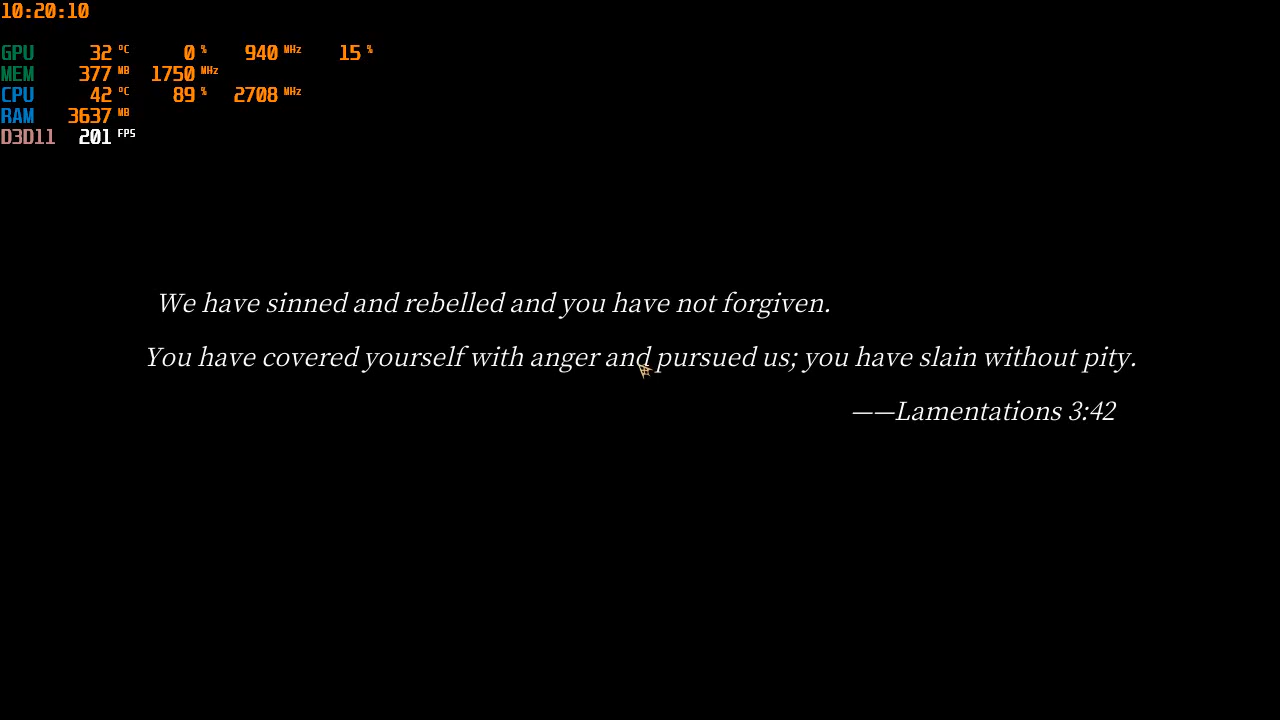 10:20:10
GPU 32 °C 0 % 940 MHz 15 %
MEM 377 MB 1750 MHz
CPU 42 °C 89 % 2708 MHz
RAM 3637 MB
D3D11 201 FPS
We have sinned and rebelled and you have not forgiven.
You have covered yourself with anger and pursued us; you have slain without pity.
——Lamentations 3:42